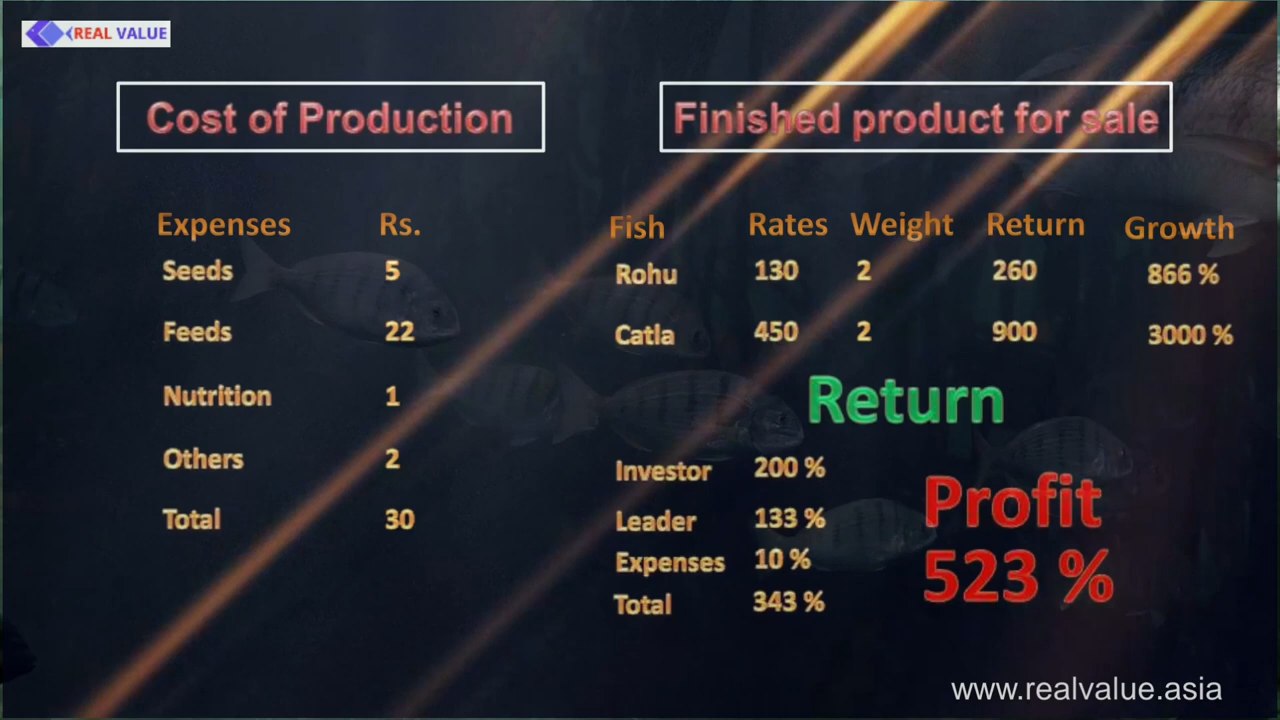 REAL VALUE
Cost of Production
Expenses Rs.
Seeds 5
Feeds 22
Nutrition 1
Others 2
Total 30
Finished product for sale
Fish Rates Weight Return Growth
Rohu 130 2 260 866 %
Catla 450 2 900 3000 %
Return
Investor 200 %
Leader 133 %
Expenses 10 %
Total 343 %
Profit
523 %
www.realvalue.asia